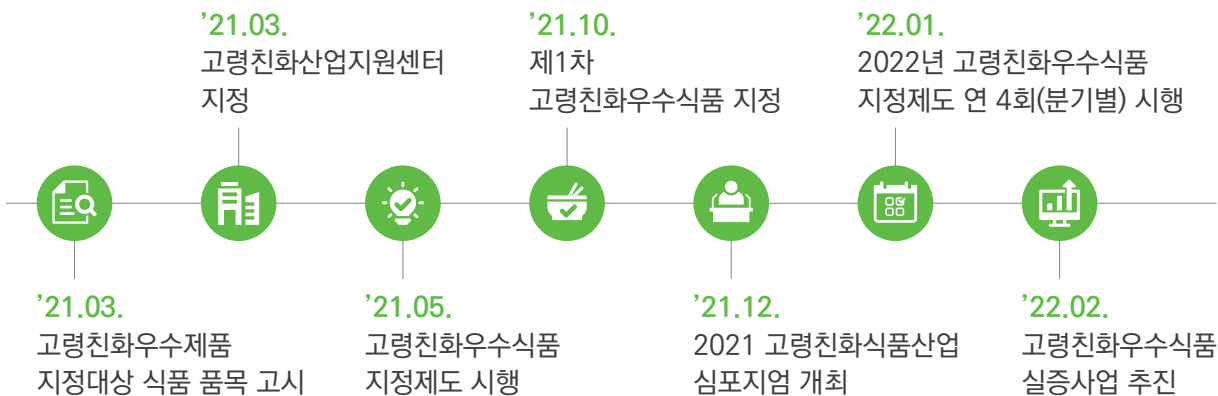 ’21.03.
고령친화산업지원센터
지정
’21.10.
제1차
고령친화우수식품 지정
’22.01.
2022년 고령친화우수식품
지정제도 연 4회(분기별) 시행
’21.03.
고령친화우수제품
지정대상 식품 품목 고시
’21.05.
고령친화우수식품
지정제도 시행
’21.12.
2021 고령친화식품산업
심포지엄 개최
’22.02.
고령친화우수식품
실증사업 추진